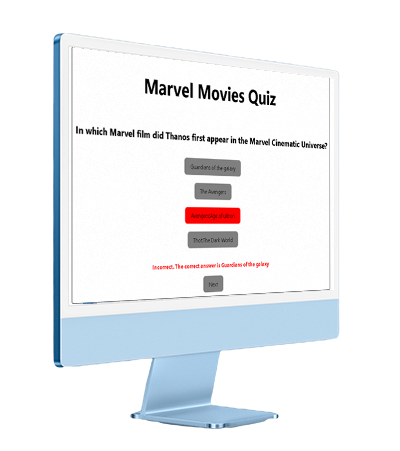 Marvel Movies Quiz
In which Marvel film did Thanos first appear in the Marvel Cinematic Universe?
Guardians of the galaxy
The Avengers
Avengers:Age of ultron
Thor:The Dark World
Incorrect. The correct answer is Guardians of the galaxy
Next